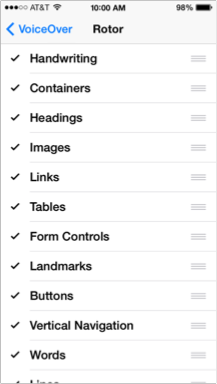 AT&T 10:00 AM 98%
VoiceOver Rotor
Handwriting
Containers
Headings
Images
Links
Tables
Form Controls
Landmarks
Buttons
Vertical Navigation
Words